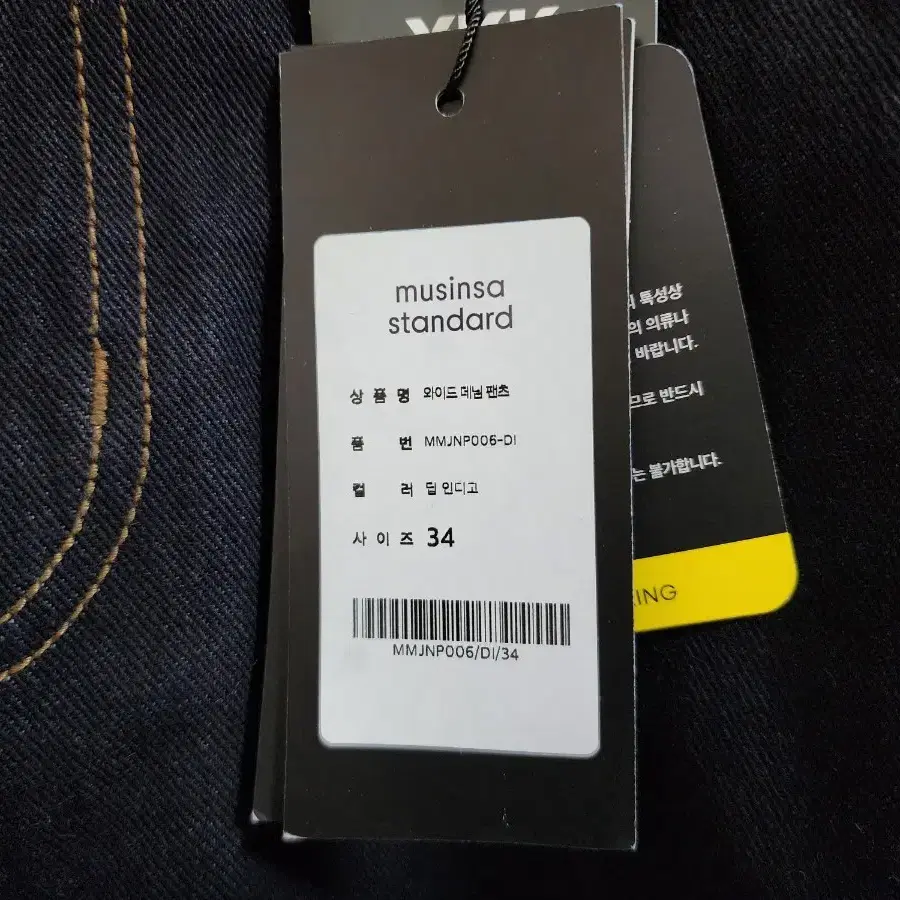 YKK
musinsa
standard
상 품 명 와이드 데님 팬츠
품 번 MMJNP006-DI
컬 러 딥 인디고
사 이 즈 34
MMJNP006/DI/34
특성상
의 의류나
바랍니다.
므로 반드시
는 불가합니다.
ING